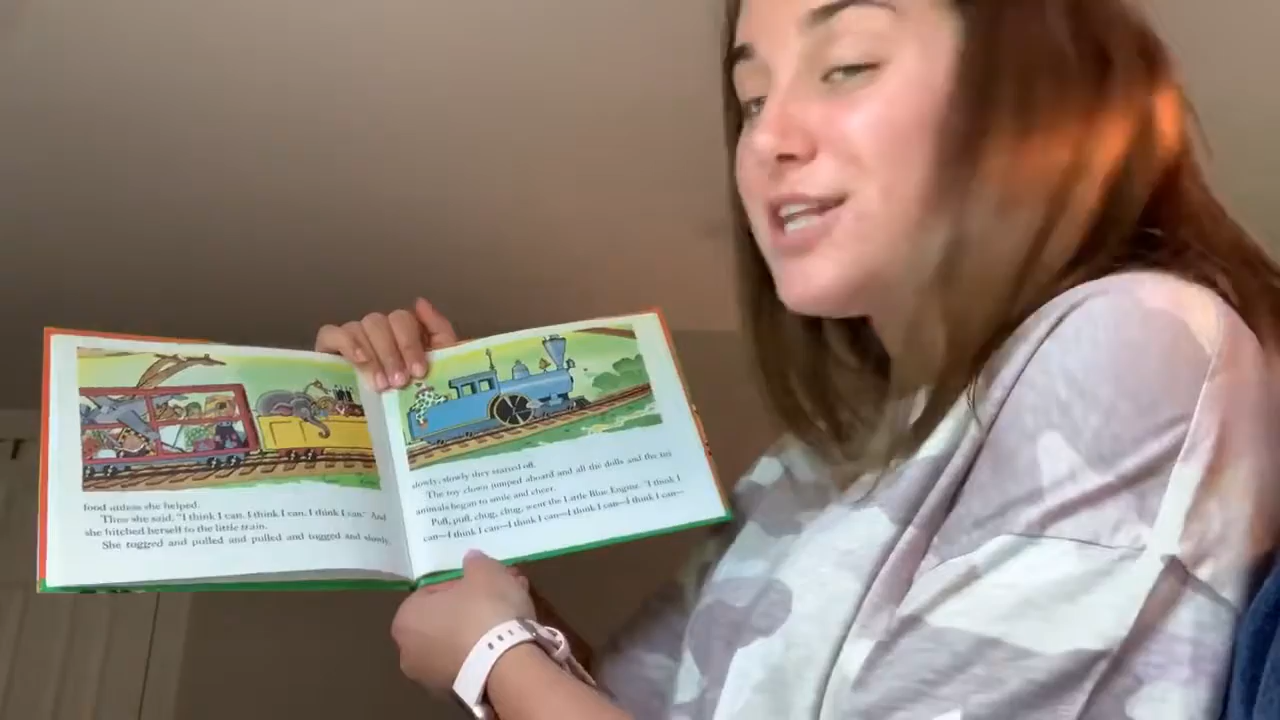 food unless she helped.
Then she said, "I think I can. I think I can. I think I can." And
she hitched herself to the little train.
She tugged and pulled and pulled and tugged and slowly,
slowly, slowly they started off.
The toy clown jumped aboard and all the dolls and the toy
animals began to smile and cheer.
Puff, puff, chug, chug, went the Little Blue Engine. "I think I
can—I think I can—I think I can—I think I can—I think I can—